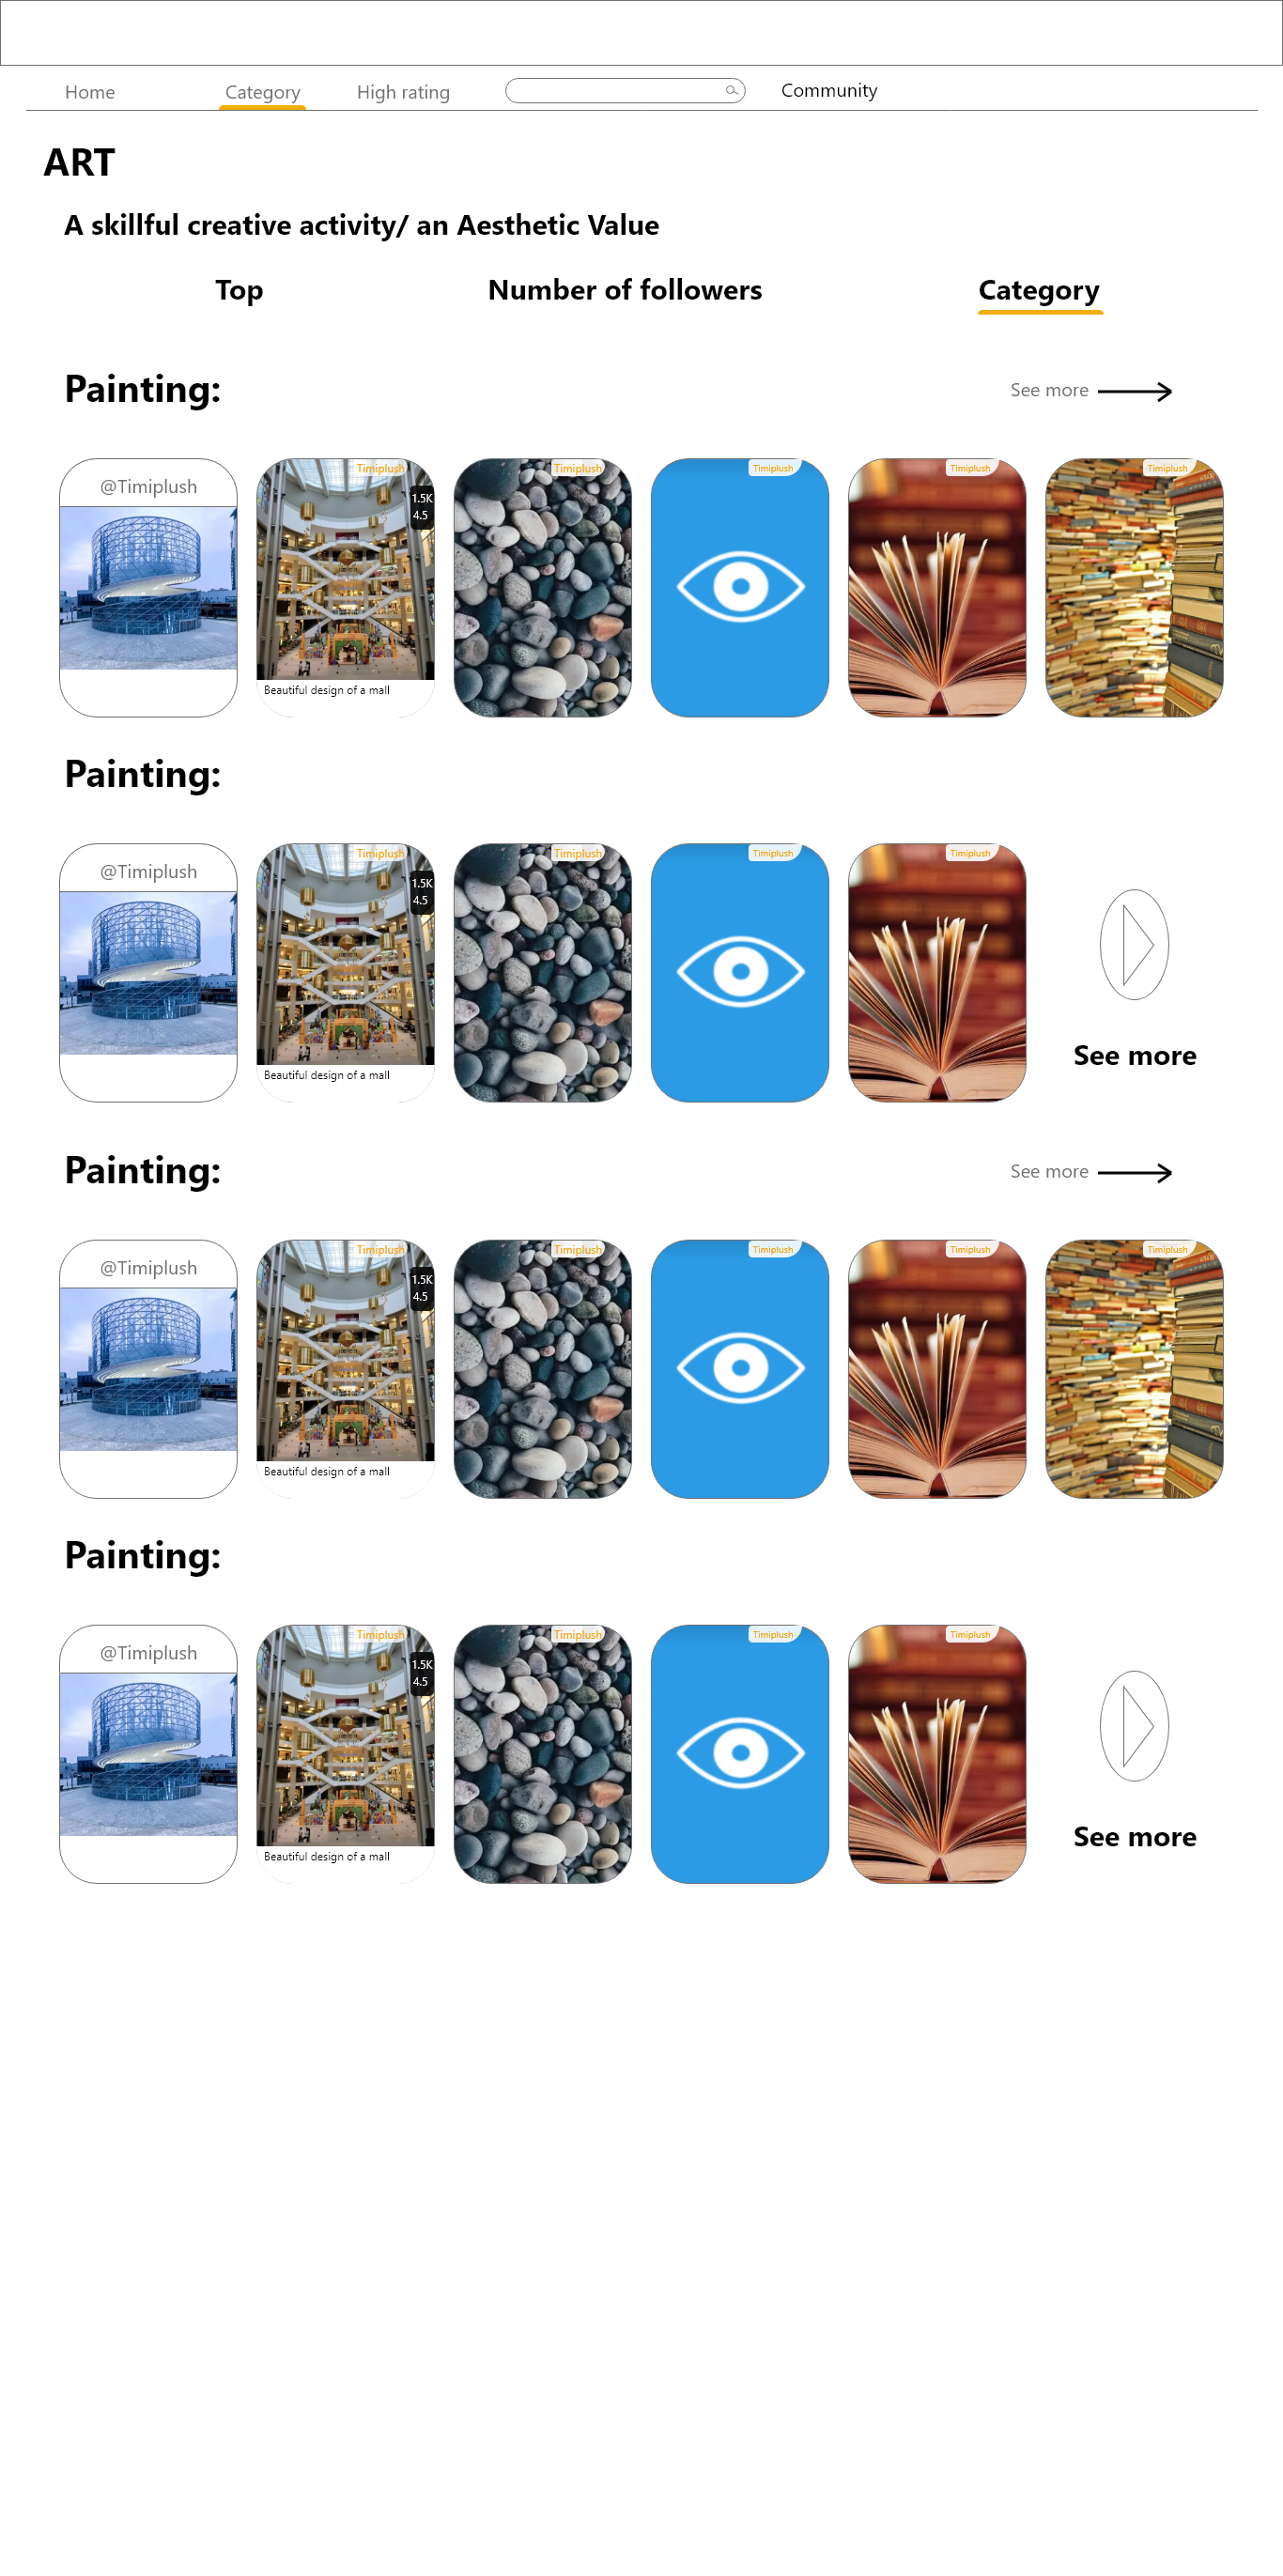 Home Category High rating Community
ART
A skillful creative activity/ an Aesthetic Value
Top Number of followers Category
Painting: See more
@Timiplush Timiplush Timiplush Timiplush Timiplush Timiplush
1.5K
4.5
Beautiful design of a mall
Painting:
@Timiplush Timiplush Timiplush Timiplush Timiplush
1.5K
4.5
See more
Beautiful design of a mall
Painting: See more
@Timiplush Timiplush Timiplush Timiplush Timiplush Timiplush
1.5K
4.5
Beautiful design of a mall
Painting:
@Timiplush Timiplush Timiplush Timiplush Timiplush
1.5K
4.5
See more
Beautiful design of a mall